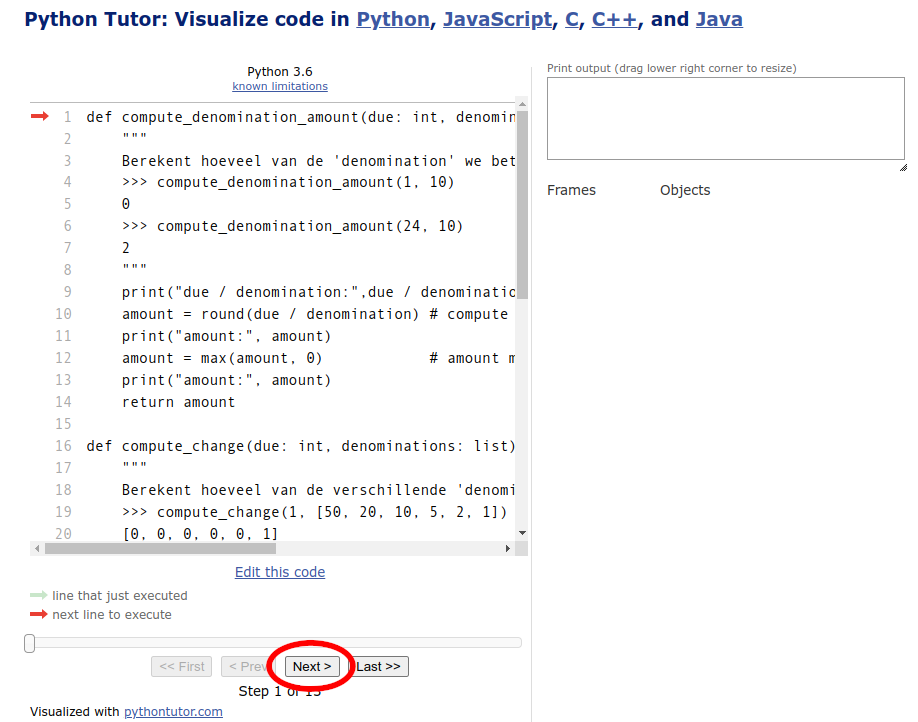 Python Tutor: Visualize code in Python, JavaScript, C, C++, and Java
Python 3.6
known limitations
1 def compute_denomination_amount(due: int, denomin
2 """
3 Berekent hoeveel van de 'denomination' we bet
4 >>> compute_denomination_amount(1, 10)
5 0
6 >>> compute_denomination_amount(24, 10)
7 2
8 """
9 print("due / denomination:",due / denominatio
10 amount = round(due / denomination) # compute
11 print("amount:", amount)
12 amount = max(amount, 0) # amount m
13 print("amount:", amount)
14 return amount
15
16 def compute_change(due: int, denominations: list)
17 """
18 Berekent hoeveel van de verschillende 'denomi
19 >>> compute_change(1, [50, 20, 10, 5, 2, 1])
20 [0, 0, 0, 0, 0, 1]
Edit this code
line that just executed
next line to execute
<< First < Prev Next > Last >>
Step 1 of 13
Visualized with pythontutor.com
Print output (drag lower right corner to resize)
Frames Objects